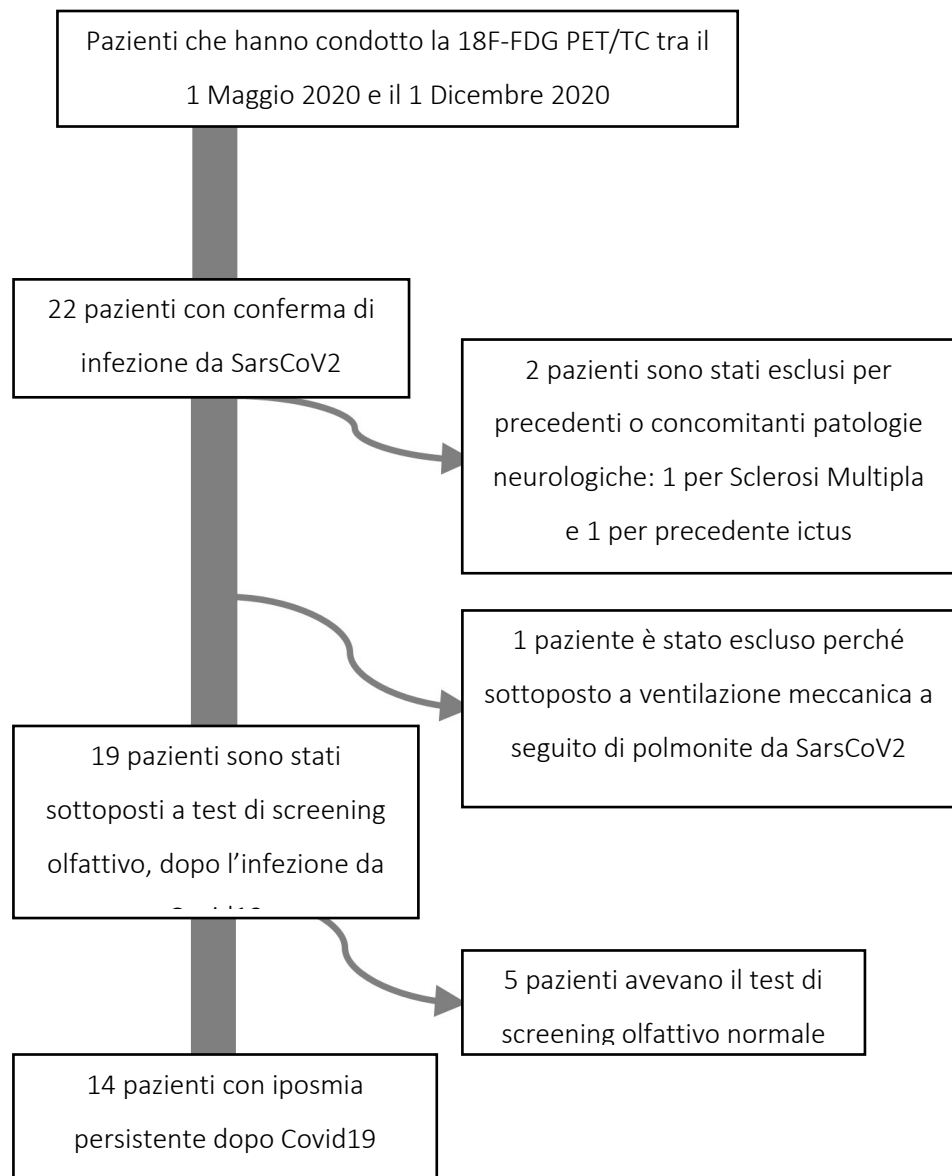 Pazienti che hanno condotto la 18F-FDG PET/TC tra il
1 Maggio 2020 e il 1 Dicembre 2020
22 pazienti con conferma di
infezione da SarsCoV2
2 pazienti sono stati esclusi per
precedenti o concomitanti patologie
neurologiche: 1 per Sclerosi Multipla
e 1 per precedente ictus
1 paziente è stato escluso perché
sottoposto a ventilazione meccanica a
seguito di polmonite da SarsCoV2
19 pazienti sono stati
sottoposti a test di screening
olfattivo, dopo l’infezione da
5 pazienti avevano il test di
screening olfattivo normale
14 pazienti con iposmia
persistente dopo Covid19